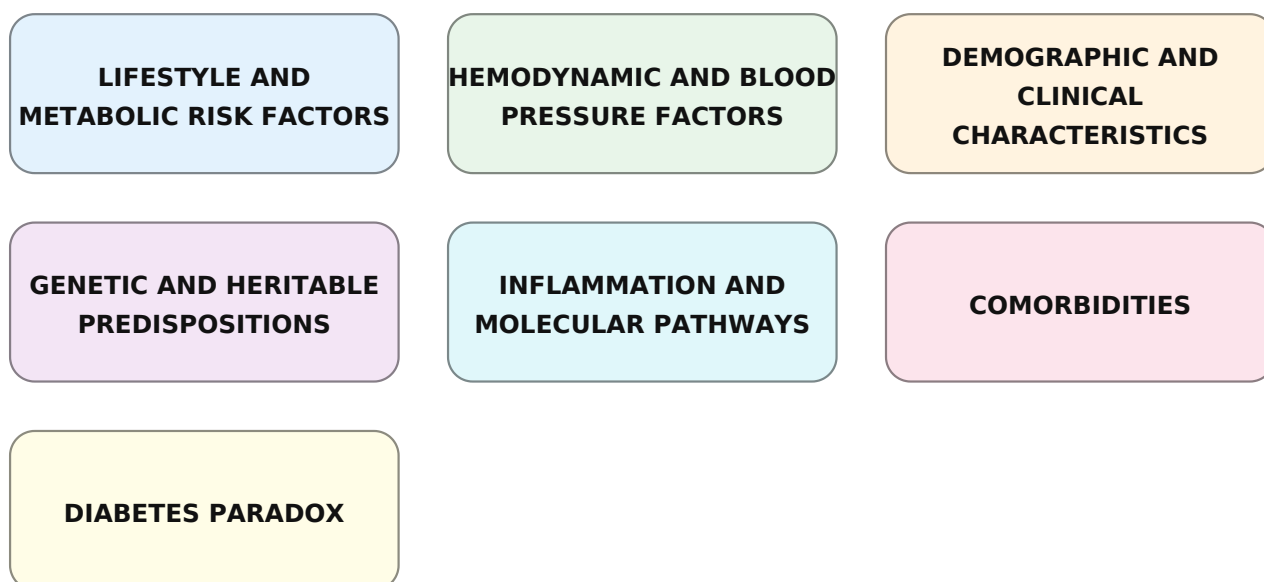 LIFESTYLE AND
METABOLIC RISK FACTORS
HEMODYNAMIC AND BLOOD
PRESSURE FACTORS
DEMOGRAPHIC AND
CLINICAL
CHARACTERISTICS
GENETIC AND HERITABLE
PREDISPOSITIONS
INFLAMMATION AND
MOLECULAR PATHWAYS
COMORBIDITIES
DIABETES PARADOX